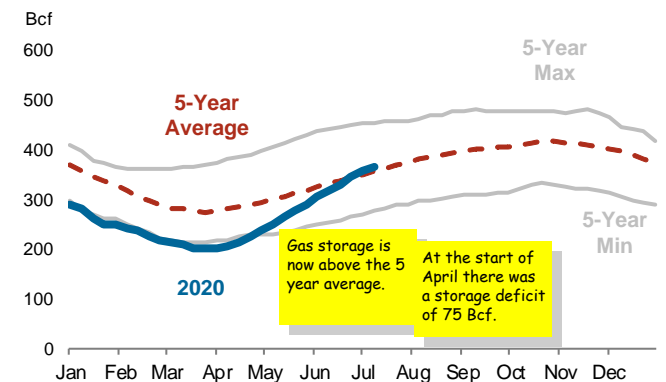 Bcf
600
500
400
300
200
100
0
5-Year
Max
5-Year
Average
5-Year
Min
2020
Gas storage is
now above the 5
year average.
At the start of
April there was
a storage deficit
of 75 Bcf.
Jan Feb Mar Apr May Jun Jul Aug Sep Oct Nov Dec